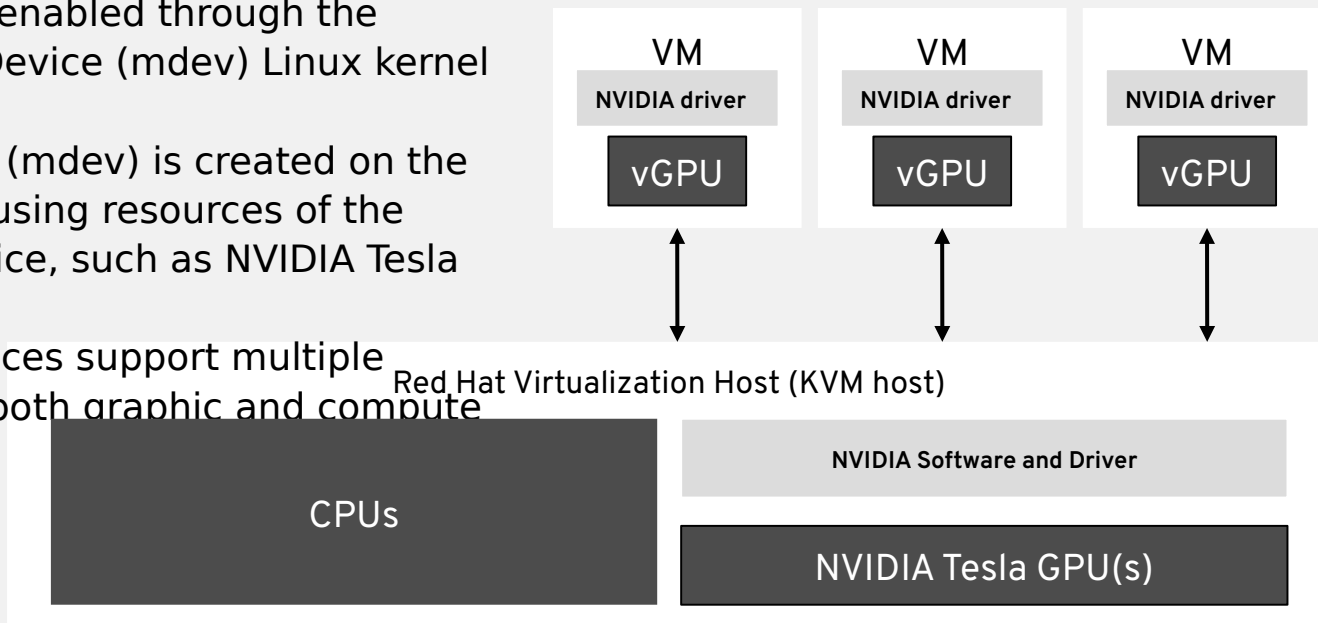 enabled through the
Device (mdev) Linux kernel
(mdev) is created on the
using resources of the
ice, such as NVIDIA Tesla
ces support multiple
both graphic and compute
VM
NVIDIA driver
vGPU
VM
NVIDIA driver
vGPU
VM
NVIDIA driver
vGPU
Red Hat Virtualization Host (KVM host)
CPUs
NVIDIA Software and Driver
NVIDIA Tesla GPU(s)